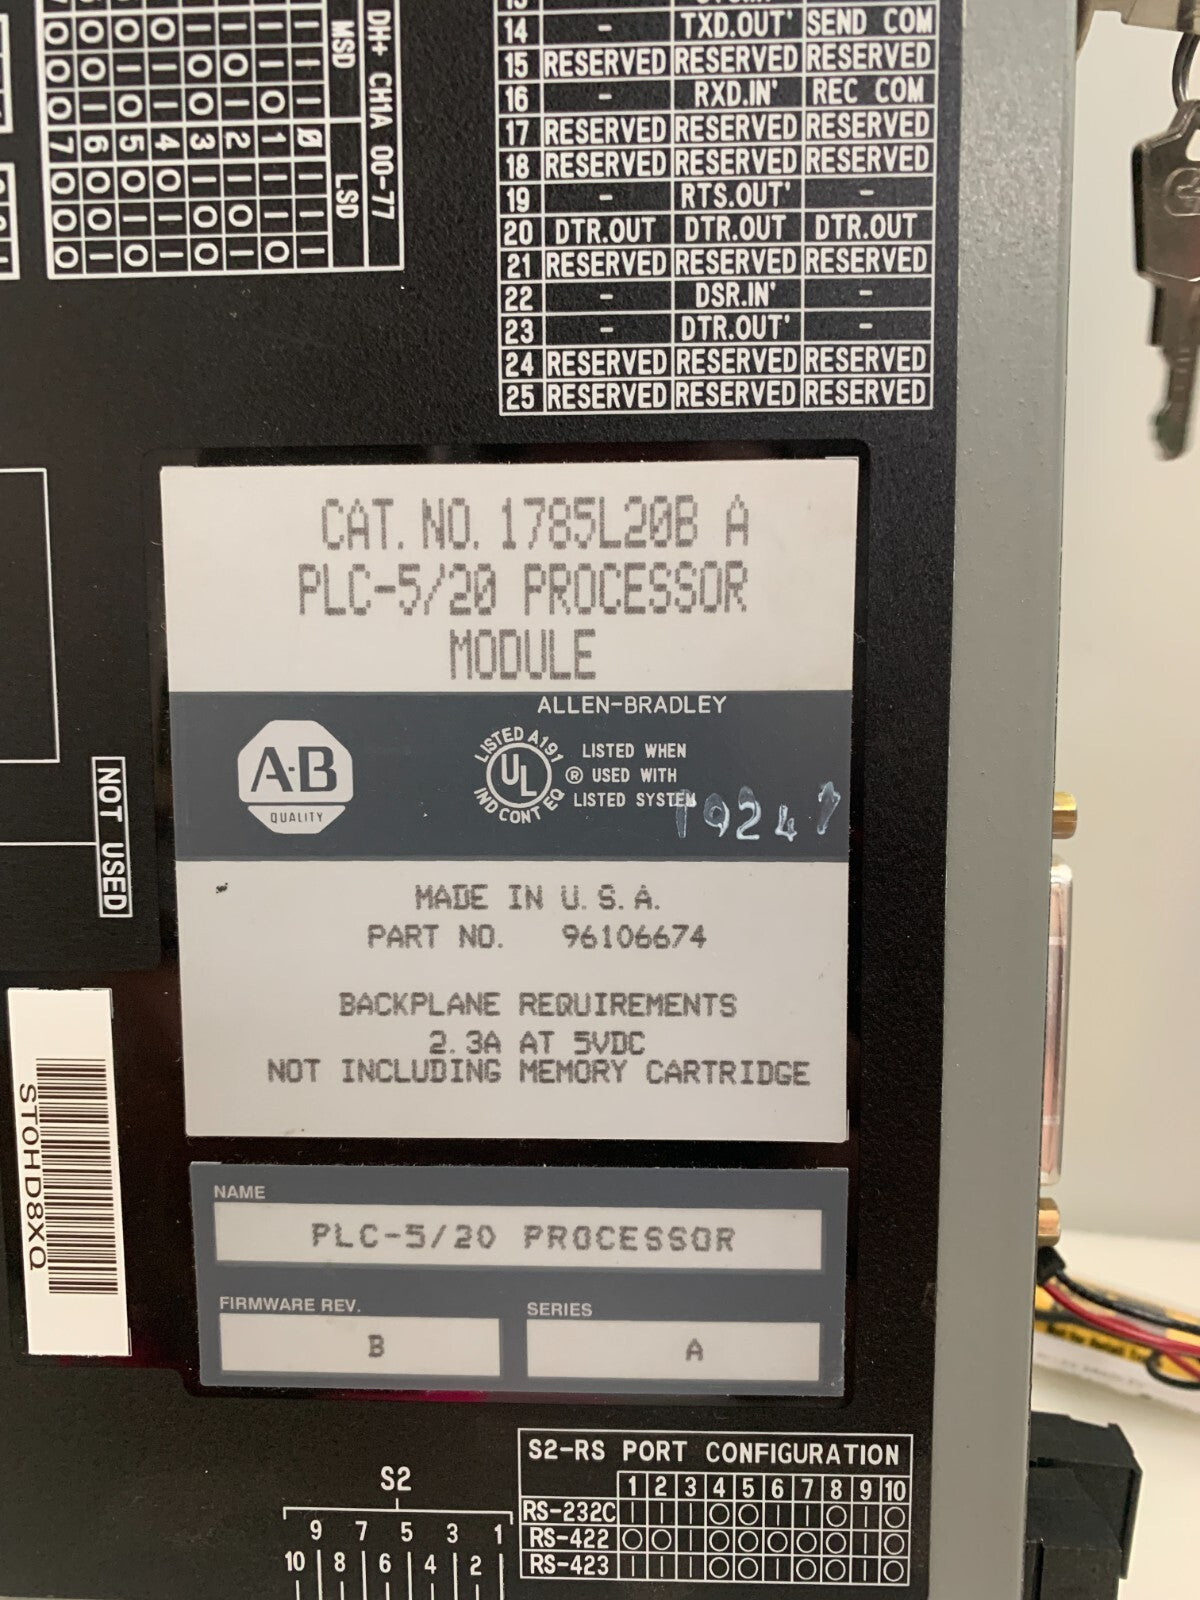 14 - TXD.OUT' SEND COM
15 RESERVED RESERVED RESERVED
16 - RXD.IN' REC COM
17 RESERVED RESERVED RESERVED
18 RESERVED RESERVED RESERVED
19 - RTS.OUT' -
20 DTR.OUT DTR.OUT DTR.OUT
21 RESERVED RESERVED RESERVED
22 - DSR.IN' -
23 - DTR.OUT' -
24 RESERVED RESERVED RESERVED
25 RESERVED RESERVED RESERVED
DH+ CH1A 00-77
MSD LSD
CAT. NO. 1785L20B A
PLC-5/20 PROCESSOR
MODULE
ALLEN-BRADLEY
A·B
QUALITY
LISTED A191
UL
IND CONT EQ
®
LISTED WHEN
USED WITH
LISTED SYSTEM
19247
MADE IN U.S.A.
PART NO. 96106674
BACKPLANE REQUIREMENTS
2.3A AT 5VDC
NOT INCLUDING MEMORY CARTRIDGE
NOT USED
STOHD8XQ
NAME
PLC-5/20 PROCESSOR
FIRMWARE REV.
B
SERIES
A
S2
9 7 5 3 1
10 8 6 4 2
S2-RS PORT CONFIGURATION
1 2 3 4 5 6 7 8 9 10
RS-232C | | | O O | | O | O
RS-422 O O | O O O O O | O
RS-423 | | | O O | O O | O